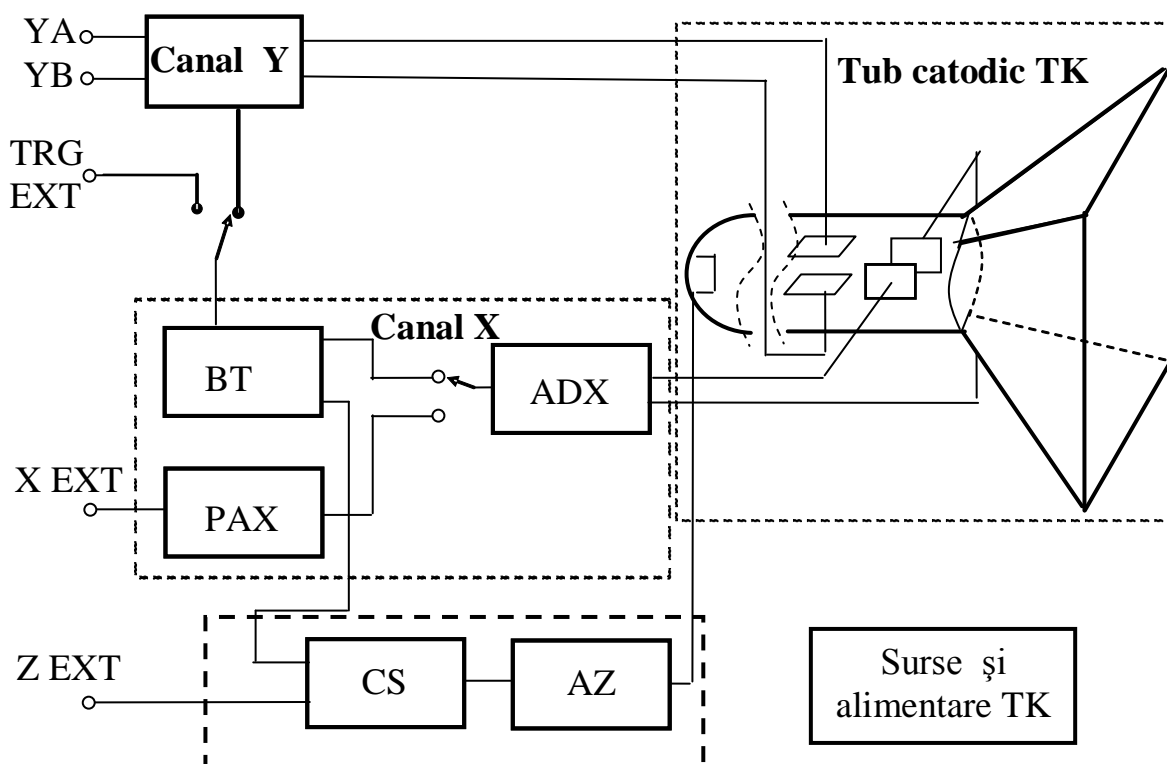 YA
YB
Canal Y
Tub catodic TK
TRG
EXT
Canal X
BT
ADX
X EXT
PAX
Z EXT
CS
AZ
Surse şi
alimentare TK